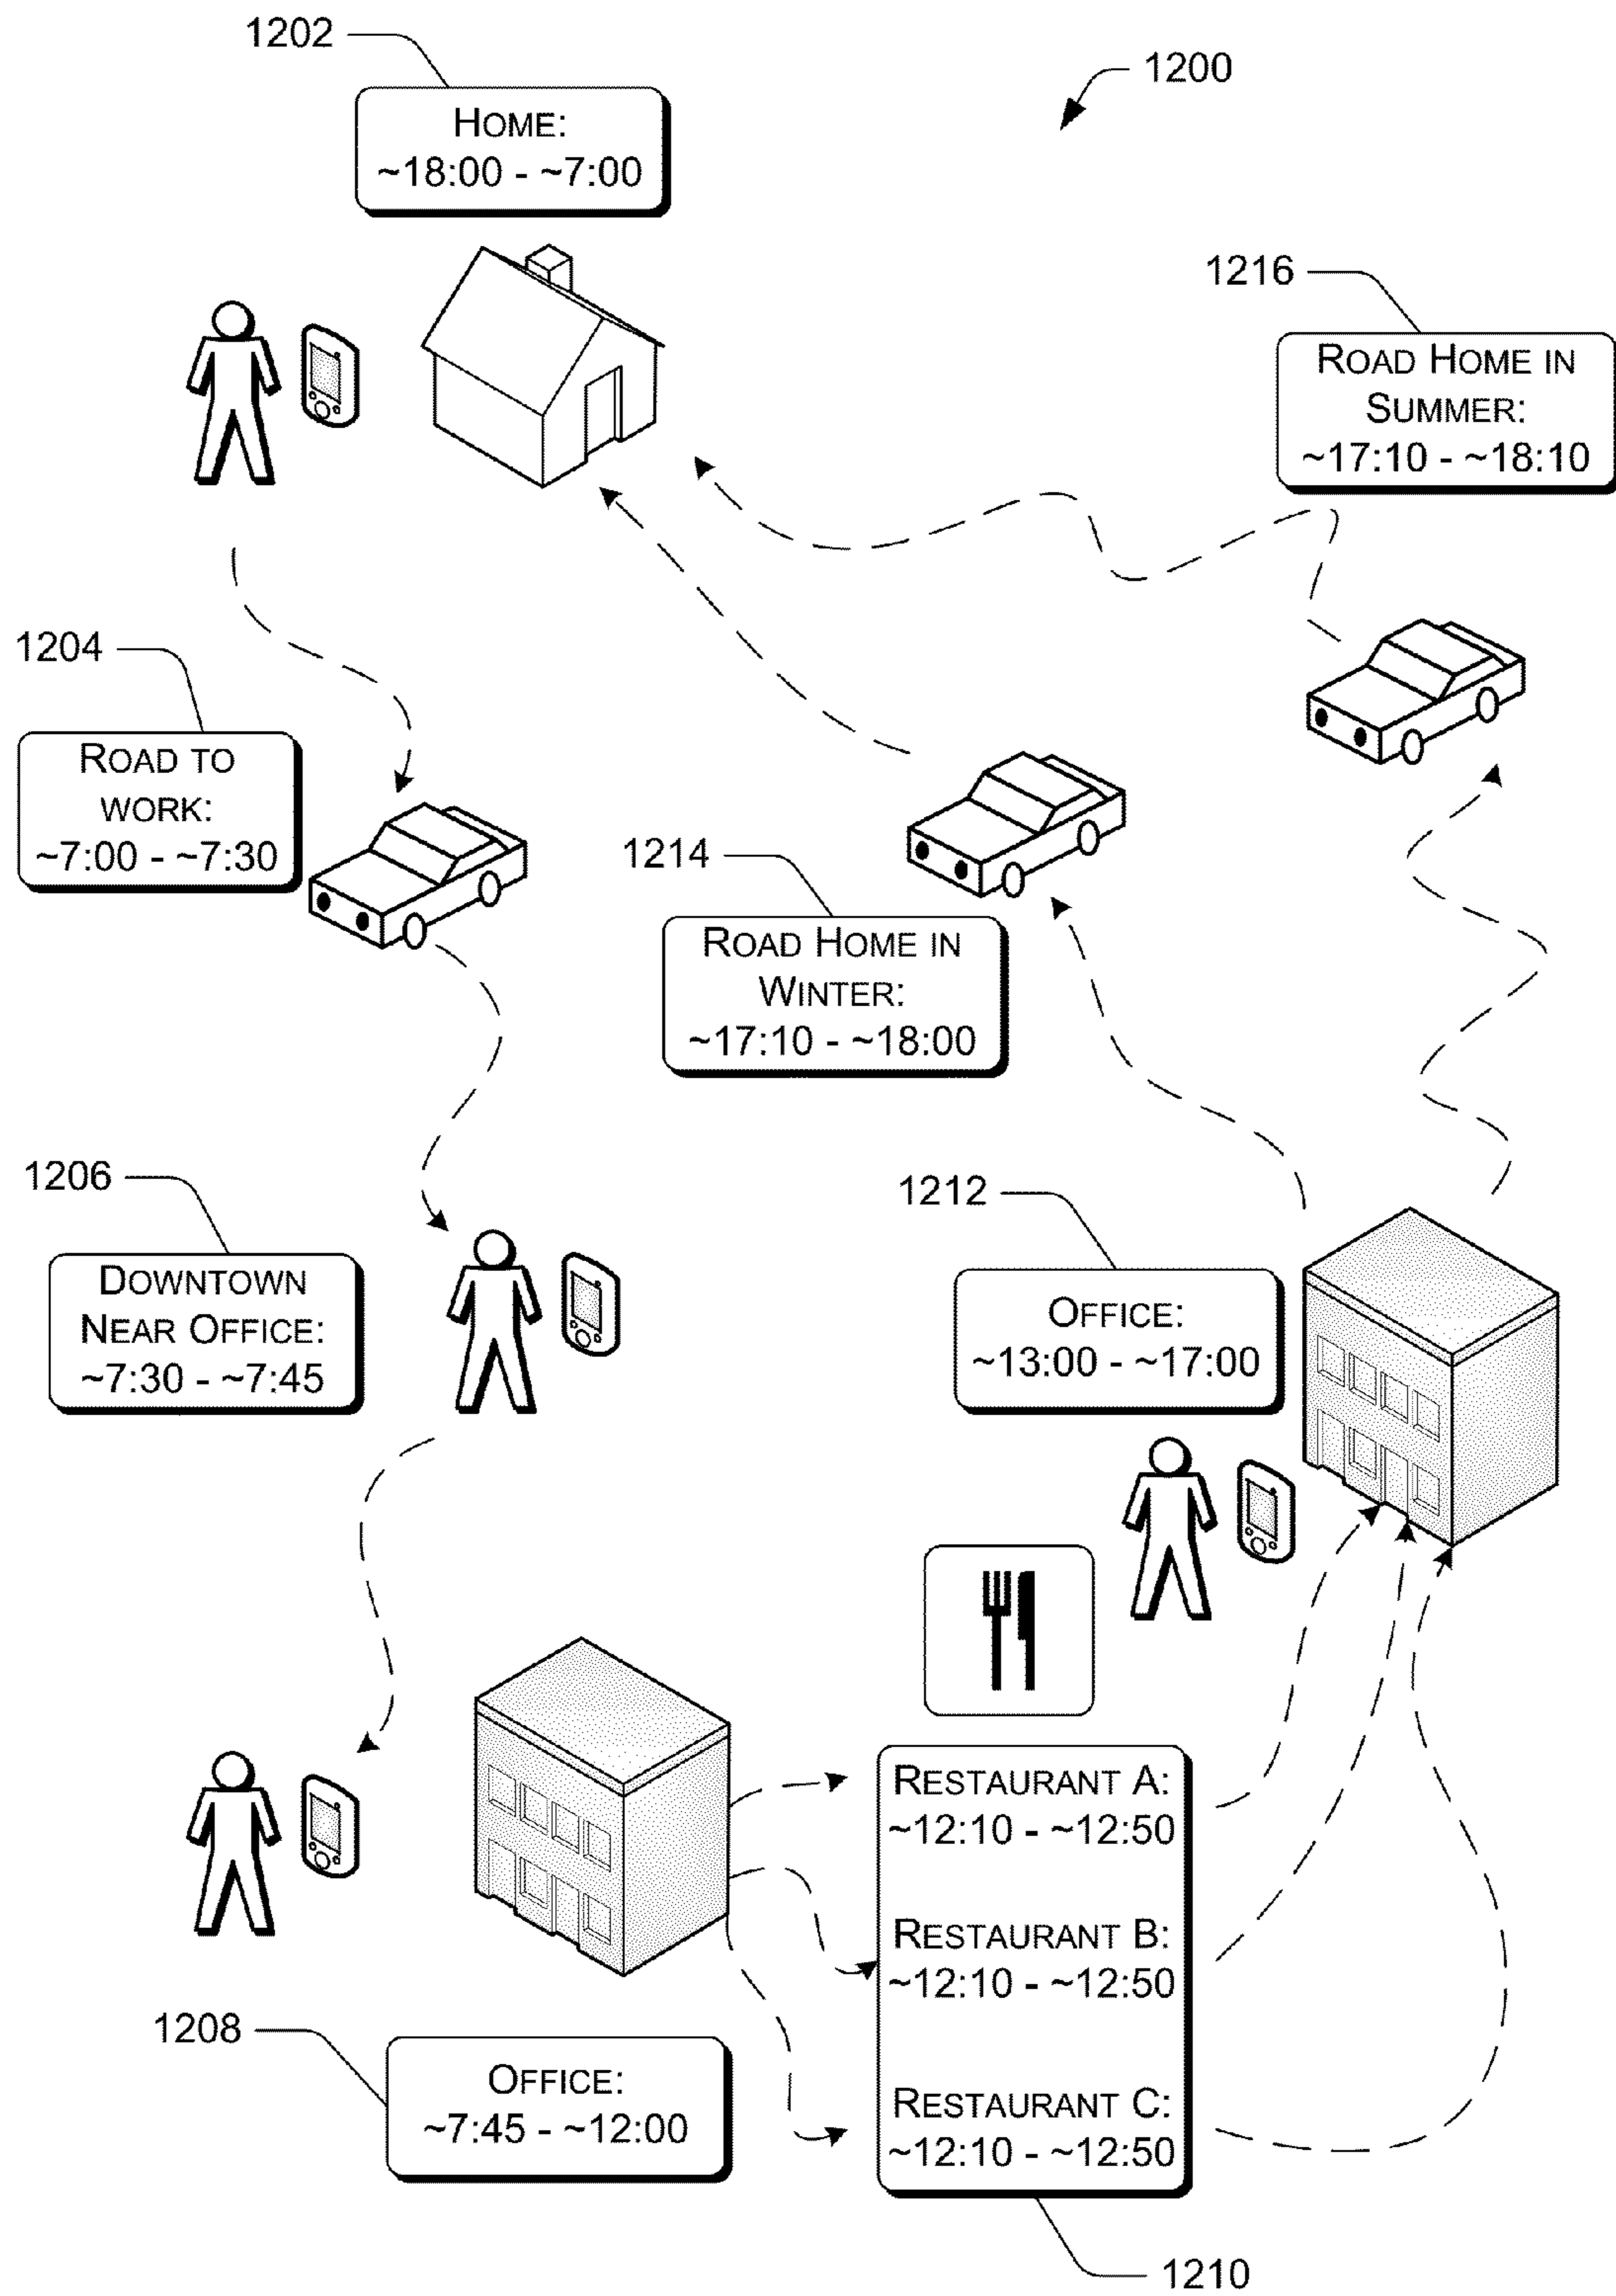 1202
1200
HOME:
~18:00 - ~7:00
1216
ROAD HOME IN
SUMMER:
~17:10 - ~18:10
1204
ROAD TO
WORK:
~7:00 - ~7:30
1214
ROAD HOME IN
WINTER:
~17:10 - ~18:00
1206
DOWNTOWN
NEAR OFFICE:
~7:30 - ~7:45
1212
OFFICE:
~13:00 - ~17:00
1208
OFFICE:
~7:45 - ~12:00
RESTAURANT A:
~12:10 - ~12:50
RESTAURANT B:
~12:10 - ~12:50
RESTAURANT C:
~12:10 - ~12:50
1210